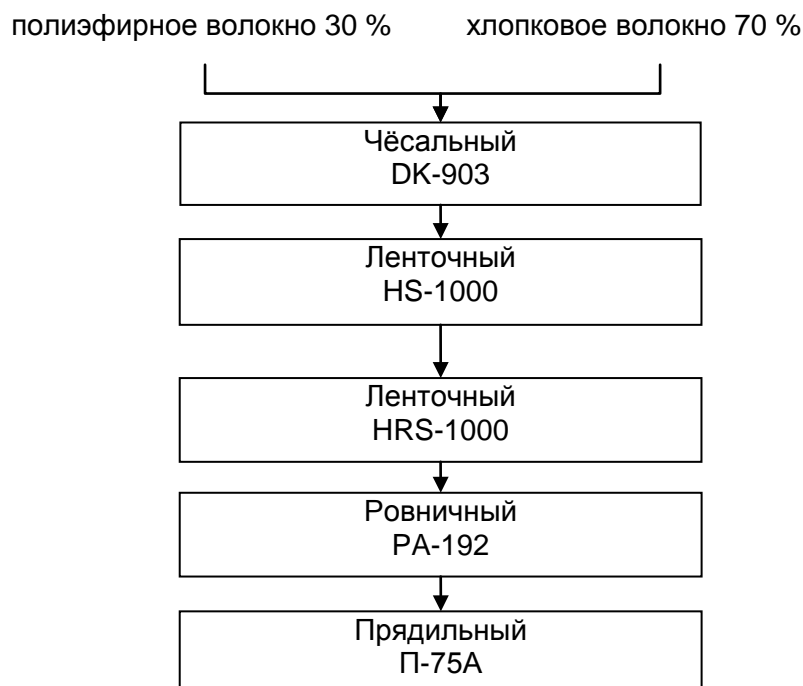 полиэфирное волокно 30 % хлопковое волокно 70 %
Чёсальный
DK-903
Ленточный
HS-1000
Ленточный
HRS-1000
Ровничный
РА-192
Прядильный
П-75А